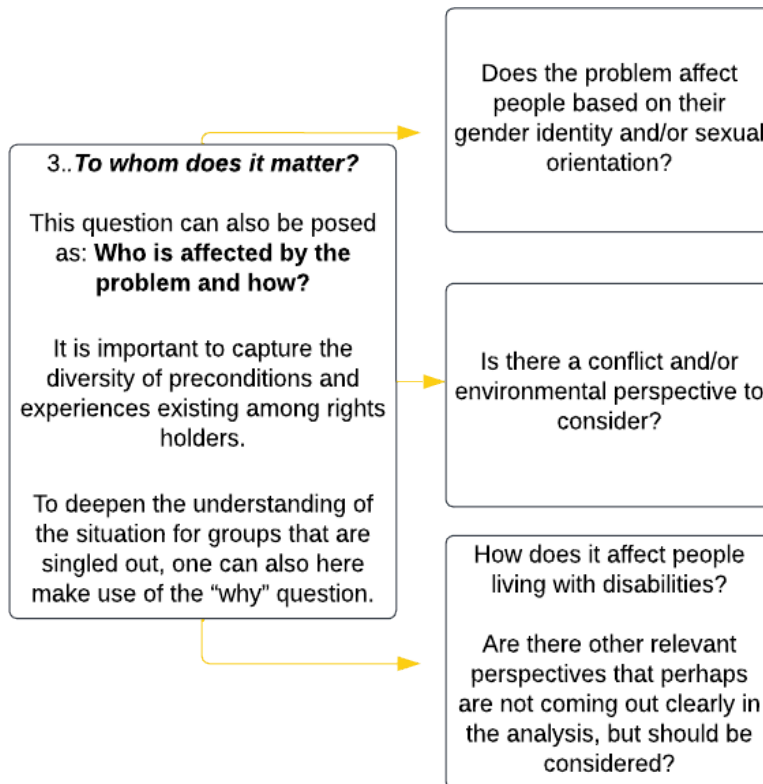 3..To whom does it matter?
This question can also be posed
as: Who is affected by the
problem and how?
It is important to capture the
diversity of preconditions and
experiences existing among rights
holders.
To deepen the understanding of
the situation for groups that are
singled out, one can also here
make use of the “why” question.
Does the problem affect
people based on their
gender identity and/or sexual
orientation?
Is there a conflict and/or
environmental perspective to
consider?
How does it affect people
living with disabilities?
Are there other relevant
perspectives that perhaps
are not coming out clearly in
the analysis, but should be
considered?